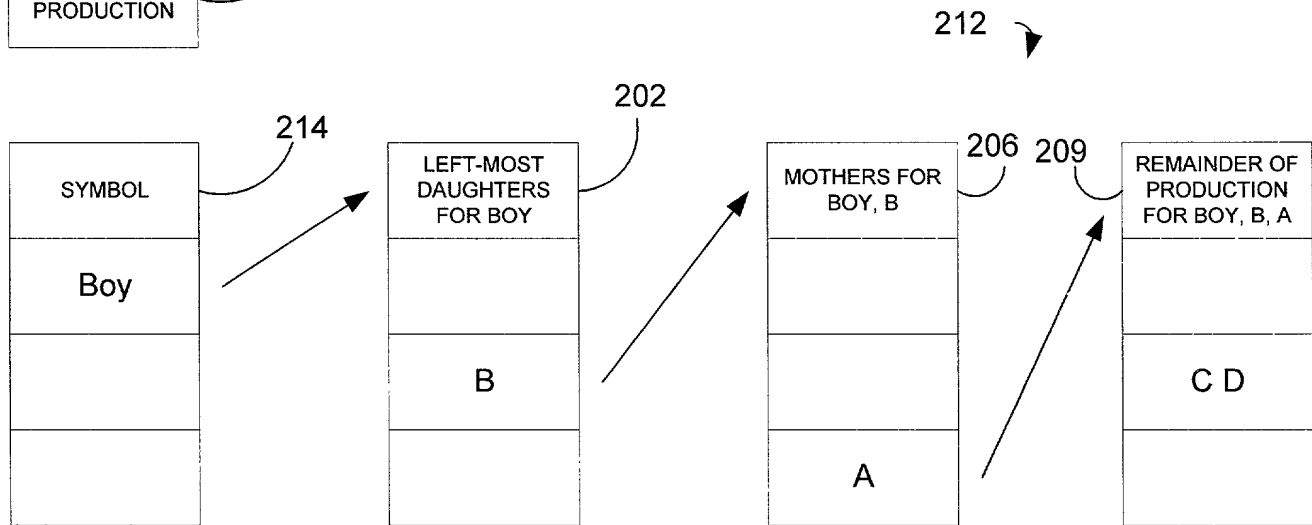 PRODUCTION
212
214
202
206
209
SYMBOL
LEFT-MOST
DAUGHTERS
FOR BOY
MOTHERS FOR
BOY, B
REMAINDER OF
PRODUCTION
FOR BOY, B, A
Boy
B
C D
A